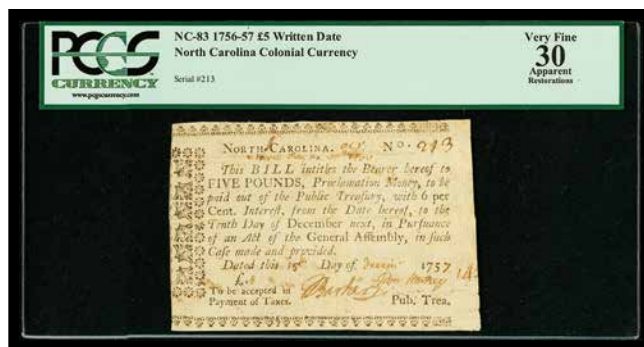 NC-83 1756-57 £5 Written Date
North Carolina Colonial Currency
Serial #213
PCGS
CURRENCY
www.pcgscurrency.com
Very Fine
30
Apparent
Restorations
NORTH CAROLINA. No. 213
This BILL intitles the Bearer hereof to
FIVE POUNDS, Proclamation Money, to be
paid out of the Public Treasury, with 6 per
Cent. Interest, from the Date hereof, to the
Tenth Day of December next, in Pursuance
of an Act of the General Assembly, in such
Case made and provided.
Dated this 15th Day of 1757
£.
To be accepted in
Payment of Taxes.
Pub. Trea.